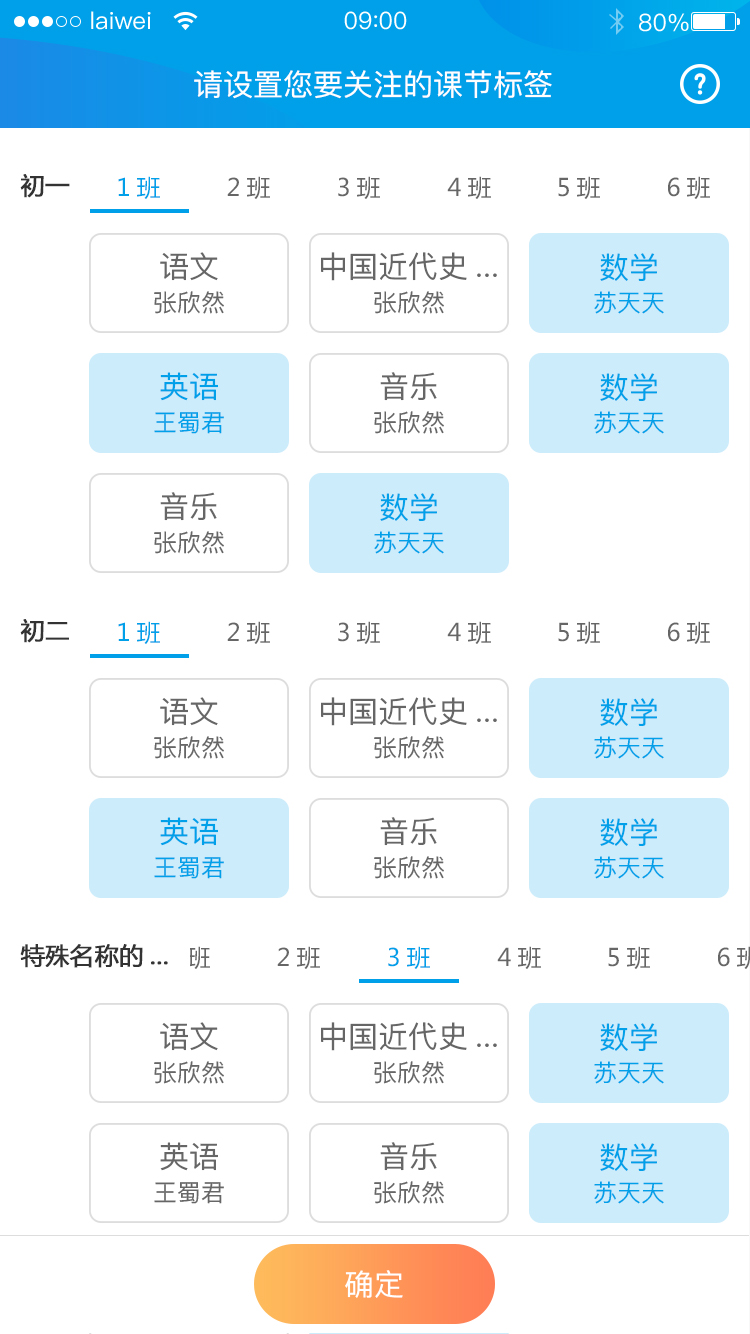 laiwei 09:00 80%
请设置您要关注的课节标签 ?
初一 1 班 2 班 3 班 4 班 5 班 6 班
语文 中国近代史 ... 数学
张欣然 张欣然 苏天天
英语 音乐 数学
王蜀君 张欣然 苏天天
音乐 数学
张欣然 苏天天
初二 1 班 2 班 3 班 4 班 5 班 6 班
语文 中国近代史 ... 数学
张欣然 张欣然 苏天天
英语 音乐 数学
王蜀君 张欣然 苏天天
特殊名称的 ... 班 2 班 3 班 4 班 5 班 6 班
语文 中国近代史 ... 数学
张欣然 张欣然 苏天天
英语 音乐 数学
王蜀君 张欣然 苏天天
确定